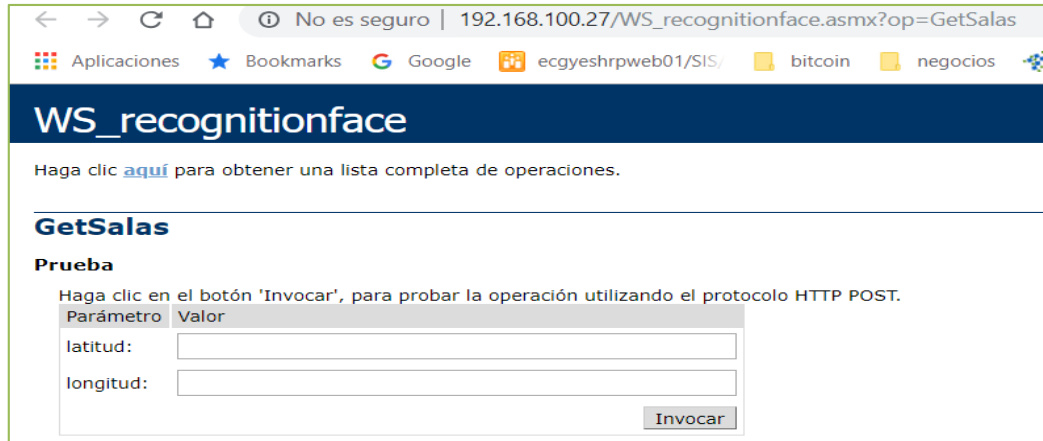 No es seguro | 192.168.100.27/WS_recognitionface.asmx?op=GetSalas
Aplicaciones Bookmarks G Google ecgyeshrpweb01/SIS/ bitcoin negocios
WS_recognitionface
Haga clic aquí para obtener una lista completa de operaciones.
GetSalas
Prueba
Haga clic en el botón 'Invocar', para probar la operación utilizando el protocolo HTTP POST.
Parámetro Valor
latitud:
longitud:
Invocar